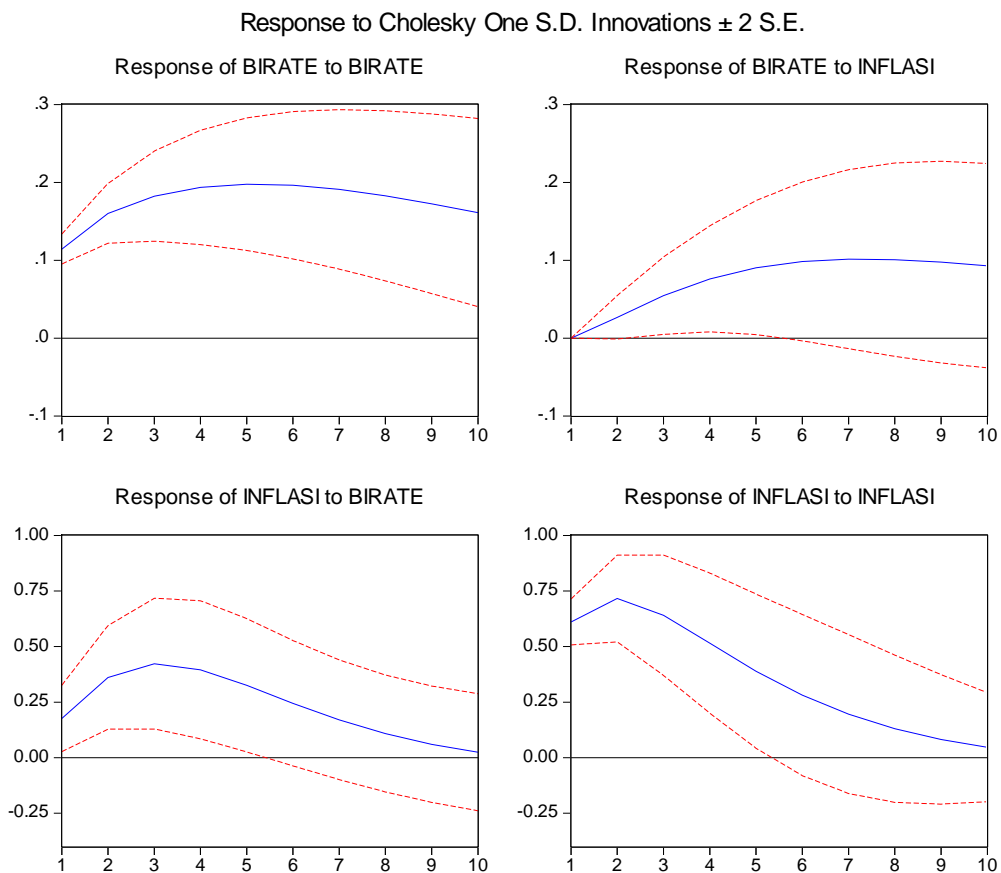 Response to Cholesky One S.D. Innovations ± 2 S.E.
Response of BIRATE to BIRATE
.3
.2
.1
.0
-.1
1 2 3 4 5 6 7 8 9 10
Response of BIRATE to INFLASI
.3
.2
.1
.0
-.1
1 2 3 4 5 6 7 8 9 10
Response of INFLASI to BIRATE
1.00
0.75
0.50
0.25
0.00
-0.25
1 2 3 4 5 6 7 8 9 10
Response of INFLASI to INFLASI
1.00
0.75
0.50
0.25
0.00
-0.25
1 2 3 4 5 6 7 8 9 10